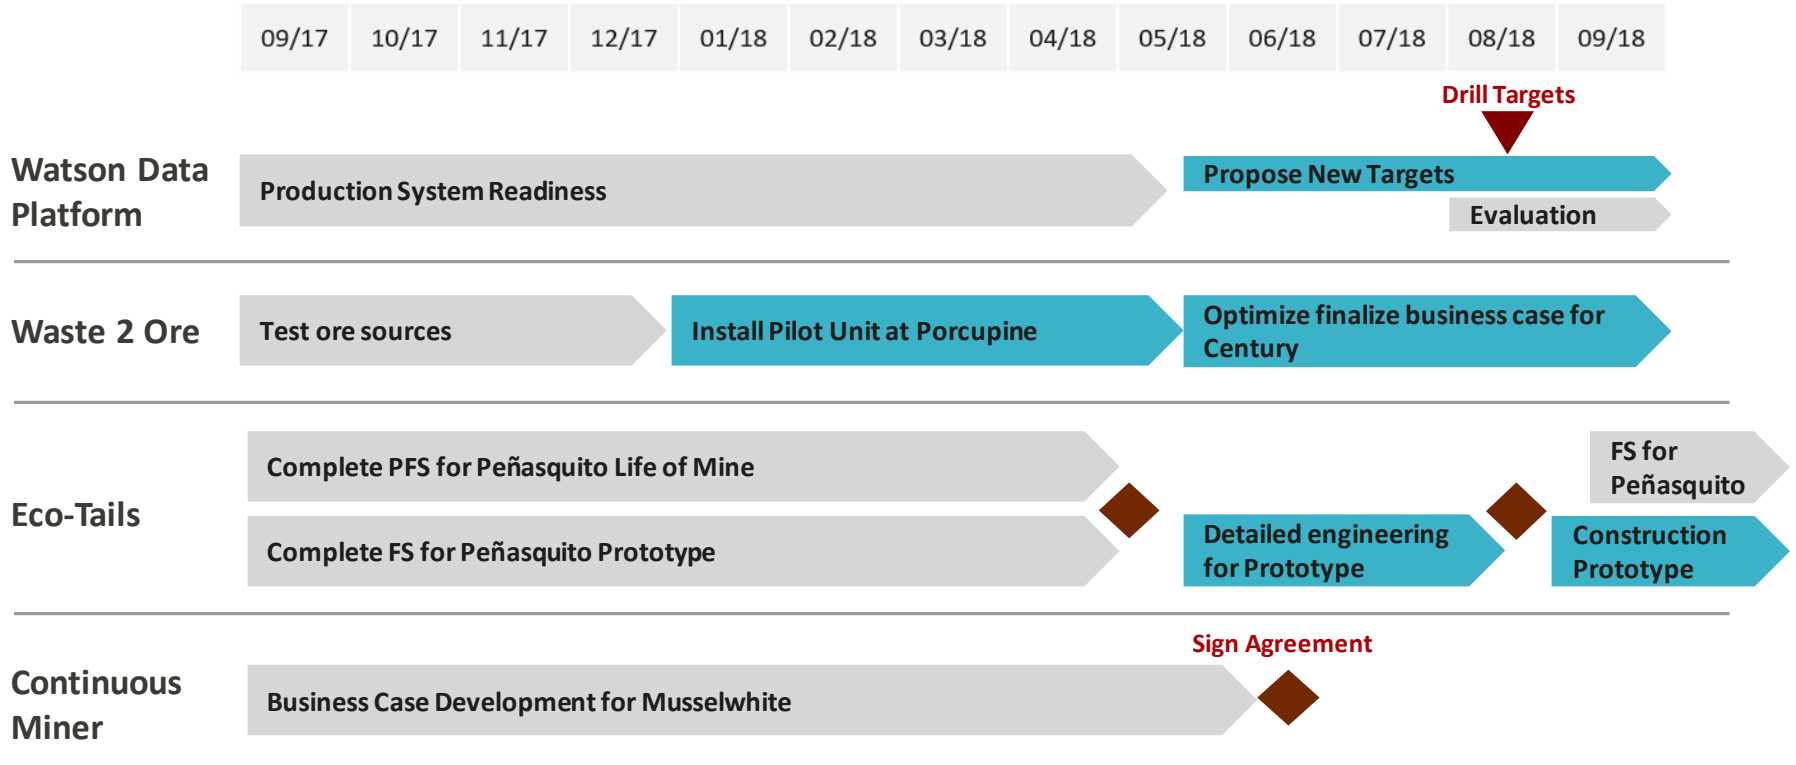 09/17 10/17 11/17 12/17 01/18 02/18 03/18 04/18 05/18 06/18 07/18 08/18 09/18
Drill Targets
Watson Data
Platform
Production System Readiness
Propose New Targets
Evaluation
Waste 2 Ore
Test ore sources
Install Pilot Unit at Porcupine
Optimize finalize business case for
Century
Eco-Tails
Complete PFS for Peñasquito Life of Mine
Complete FS for Peñasquito Prototype
Detailed engineering
for Prototype
FS for
Peñasquito
Construction
Prototype
Sign Agreement
Continuous
Miner
Business Case Development for Musselwhite